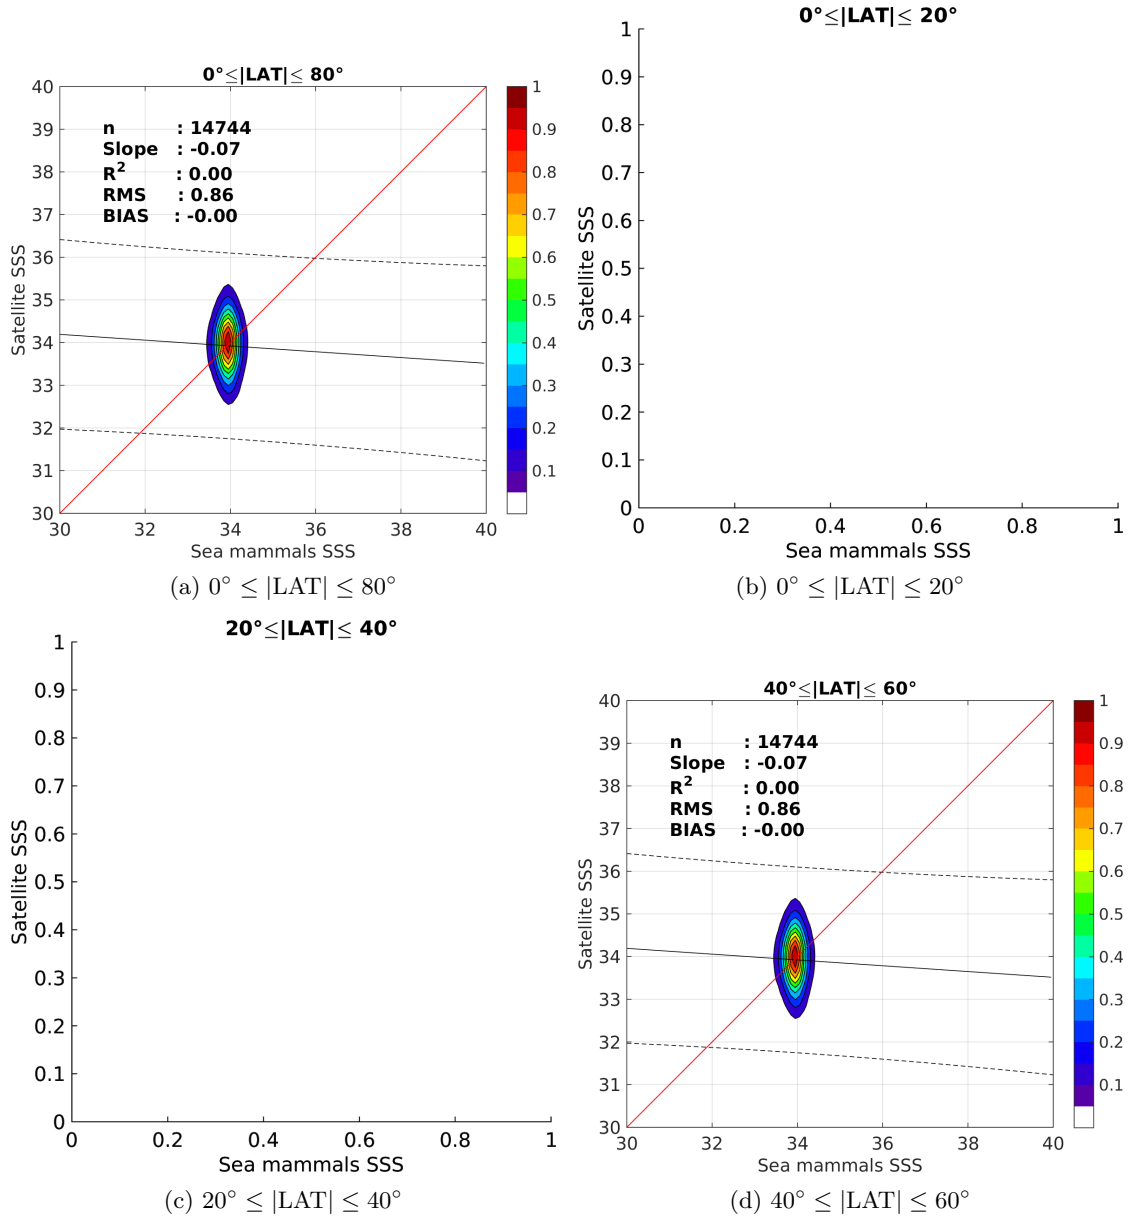 0°≤|LAT|≤ 80°
40
39
38
37
36
35
34
33
32
31
30
n : 14744
Slope : -0.07
R² : 0.00
RMS : 0.86
BIAS : -0.00
1
0.9
0.8
0.7
0.6
0.5
0.4
0.3
0.2
0.1
30 32 34 36 38 40
Satellite SSS
Sea mammals SSS
(a) 0° ≤ |LAT| ≤ 80°
0°≤|LAT|≤ 20°
1
0.9
0.8
0.7
0.6
0.5
0.4
0.3
0.2
0.1
0
0 0.2 0.4 0.6 0.8 1
Satellite SSS
Sea mammals SSS
(b) 0° ≤ |LAT| ≤ 20°
20°≤|LAT|≤ 40°
1
0.9
0.8
0.7
0.6
0.5
0.4
0.3
0.2
0.1
0
0 0.2 0.4 0.6 0.8 1
Satellite SSS
Sea mammals SSS
(c) 20° ≤ |LAT| ≤ 40°
40°≤|LAT|≤ 60°
40
39
38
37
36
35
34
33
32
31
30
n : 14744
Slope : -0.07
R² : 0.00
RMS : 0.86
BIAS : -0.00
1
0.9
0.8
0.7
0.6
0.5
0.4
0.3
0.2
0.1
30 32 34 36 38 40
Satellite SSS
Sea mammals SSS
(d) 40° ≤ |LAT| ≤ 60°